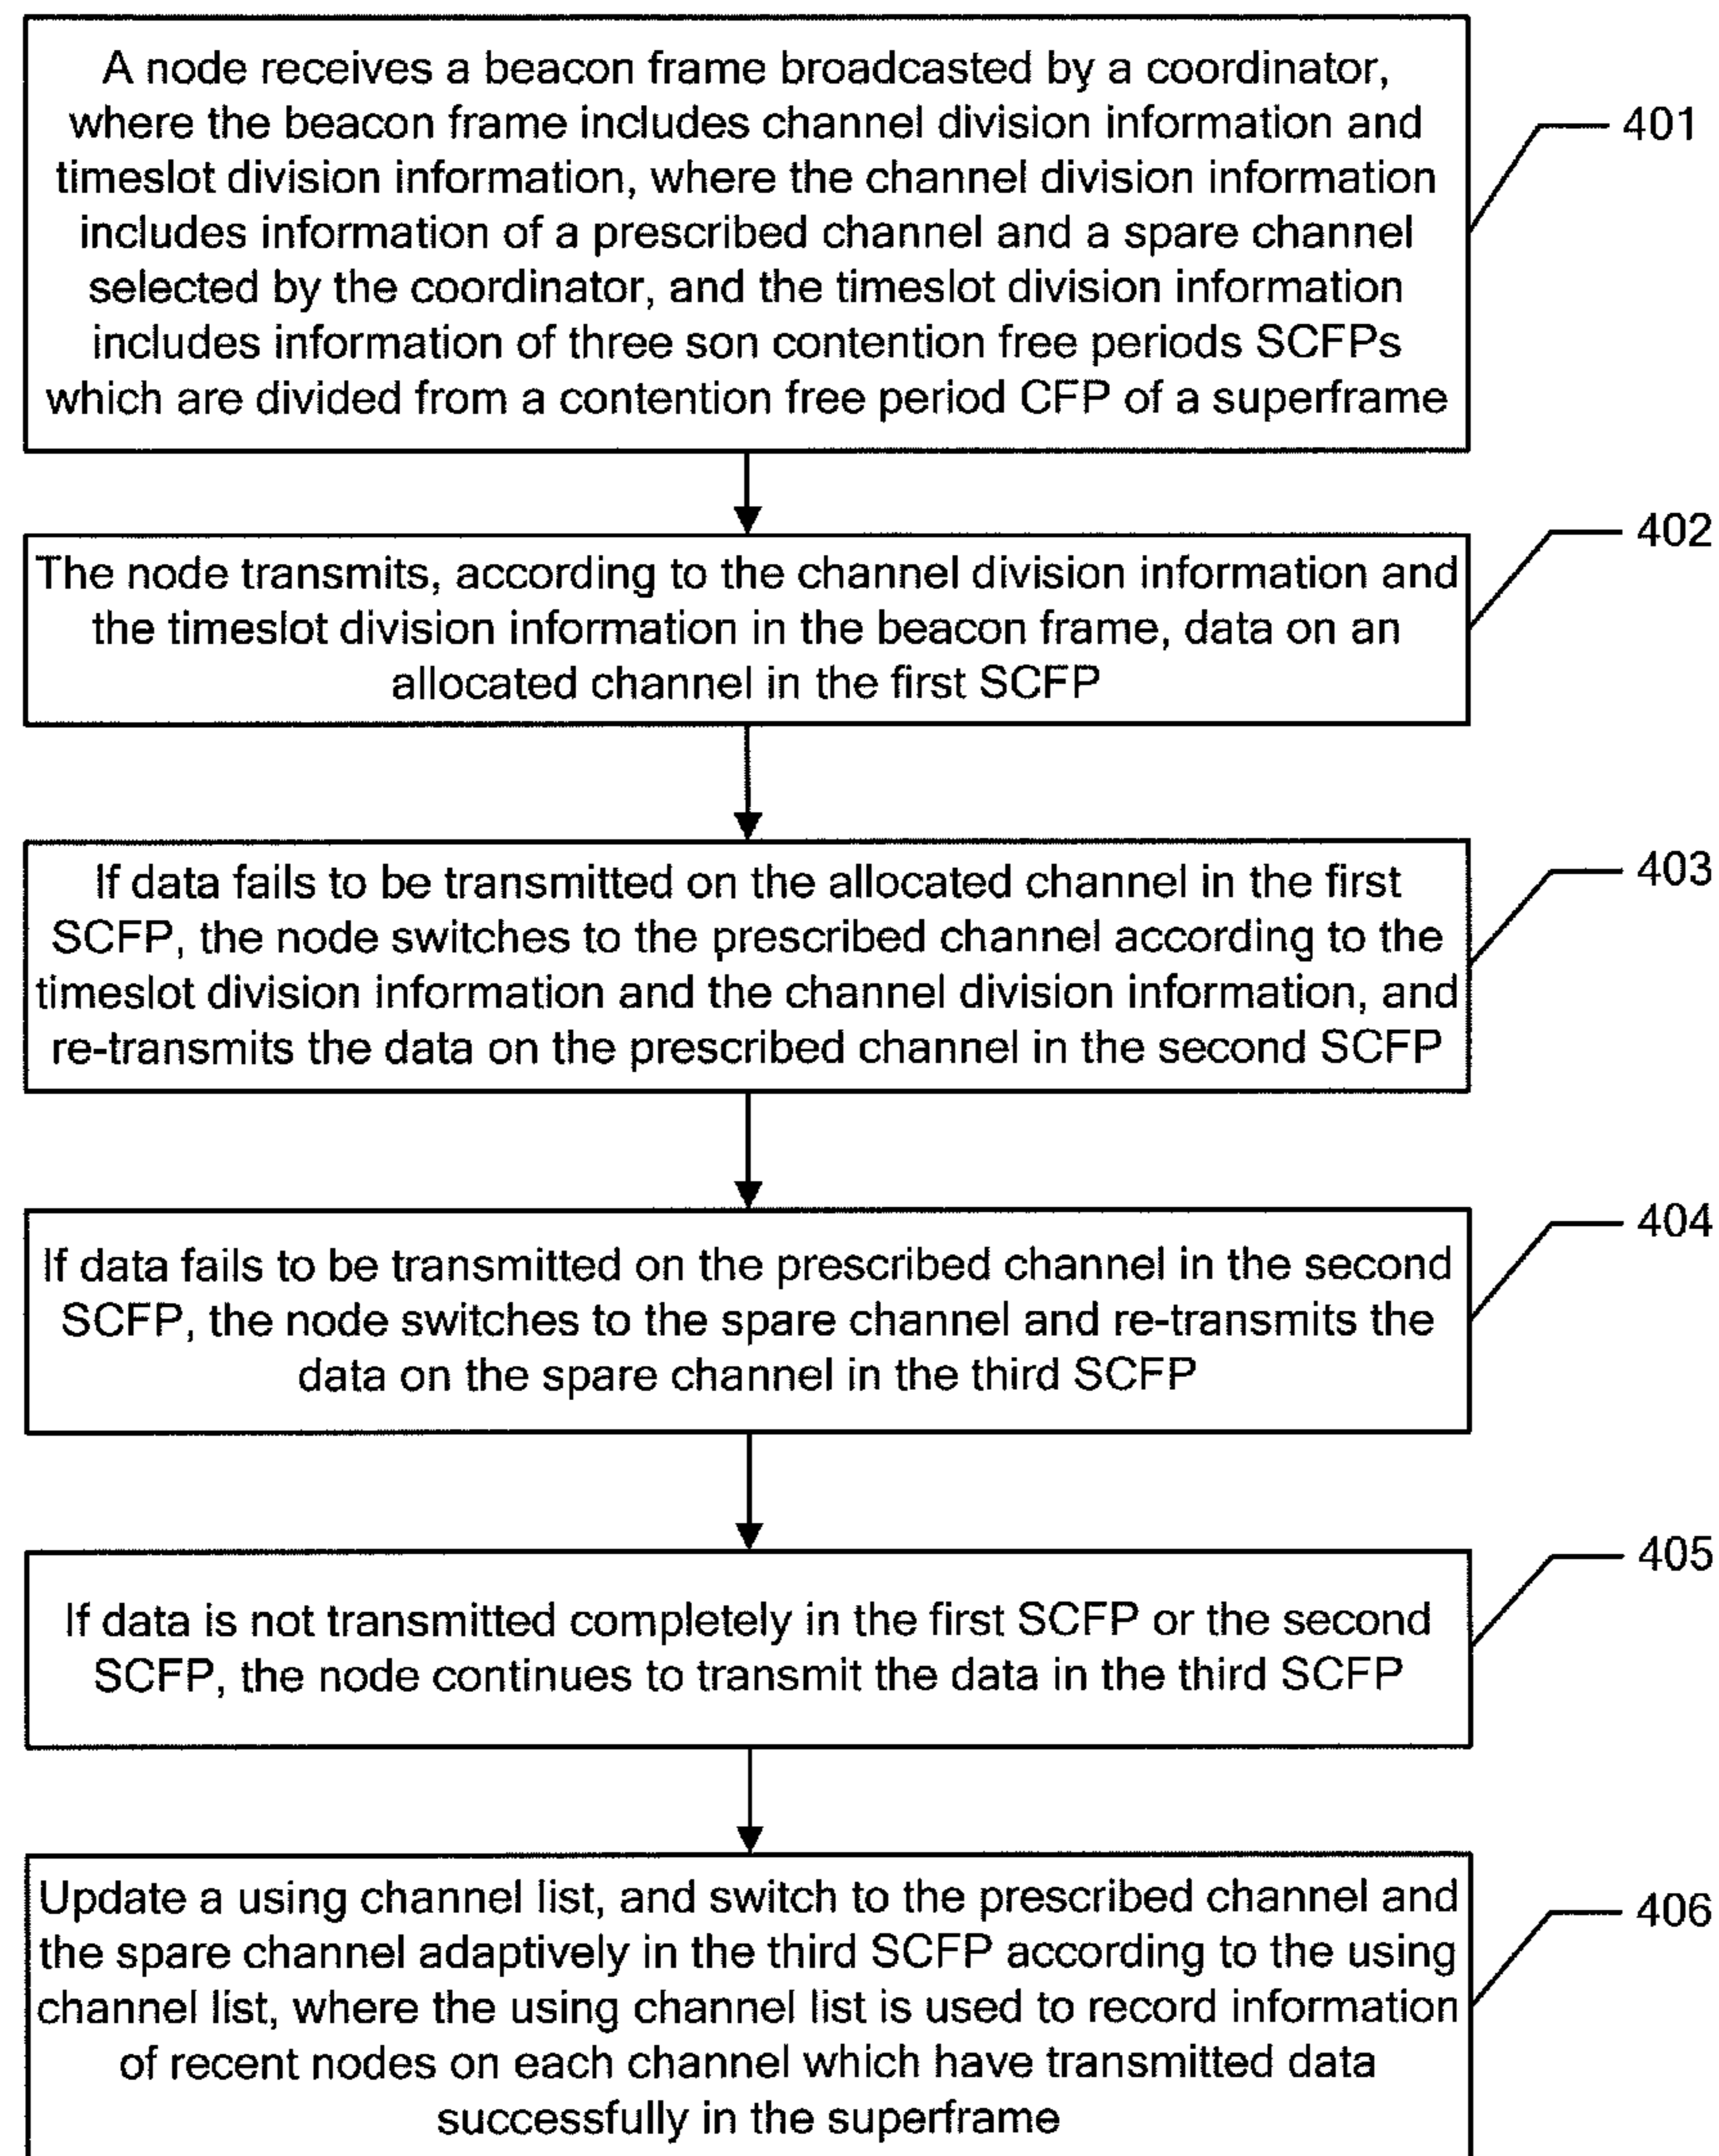 A node receives a beacon frame broadcasted by a coordinator,
where the beacon frame includes channel division information and
timeslot division information, where the channel division information
includes information of a prescribed channel and a spare channel
selected by the coordinator, and the timeslot division information
includes information of three son contention free periods SCFPs
which are divided from a contention free period CFP of a superframe
401
The node transmits, according to the channel division information and
the timeslot division information in the beacon frame, data on an
allocated channel in the first SCFP
402
If data fails to be transmitted on the allocated channel in the first
SCFP, the node switches to the prescribed channel according to the
timeslot division information and the channel division information, and
re-transmits the data on the prescribed channel in the second SCFP
403
If data fails to be transmitted on the prescribed channel in the second
SCFP, the node switches to the spare channel and re-transmits the
data on the spare channel in the third SCFP
404
If data is not transmitted completely in the first SCFP or the second
SCFP, the node continues to transmit the data in the third SCFP
405
Update a using channel list, and switch to the prescribed channel and
the spare channel adaptively in the third SCFP according to the using
channel list, where the using channel list is used to record information
of recent nodes on each channel which have transmitted data
successfully in the superframe
406